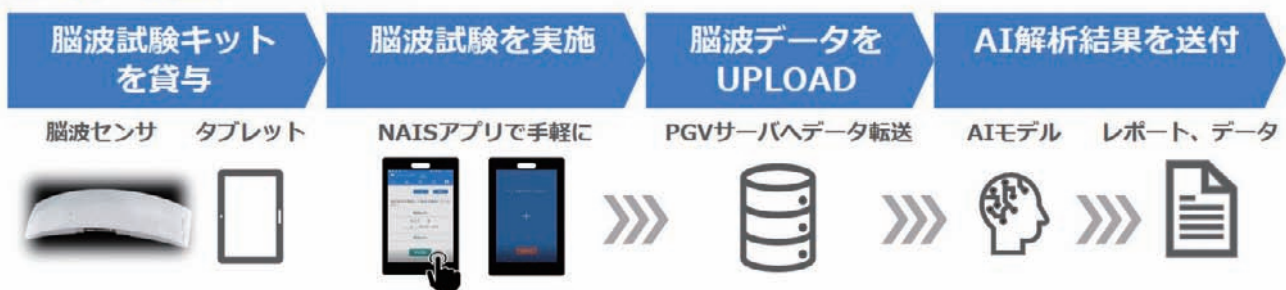 脳波試験キット
を貸与
脳波試験を実施
脳波データを
UPLOAD
AI解析結果を送付
脳波センサ
タブレット
NAISアプリで手軽に
PGVサーバへデータ転送
AIモデル
レポート、データ